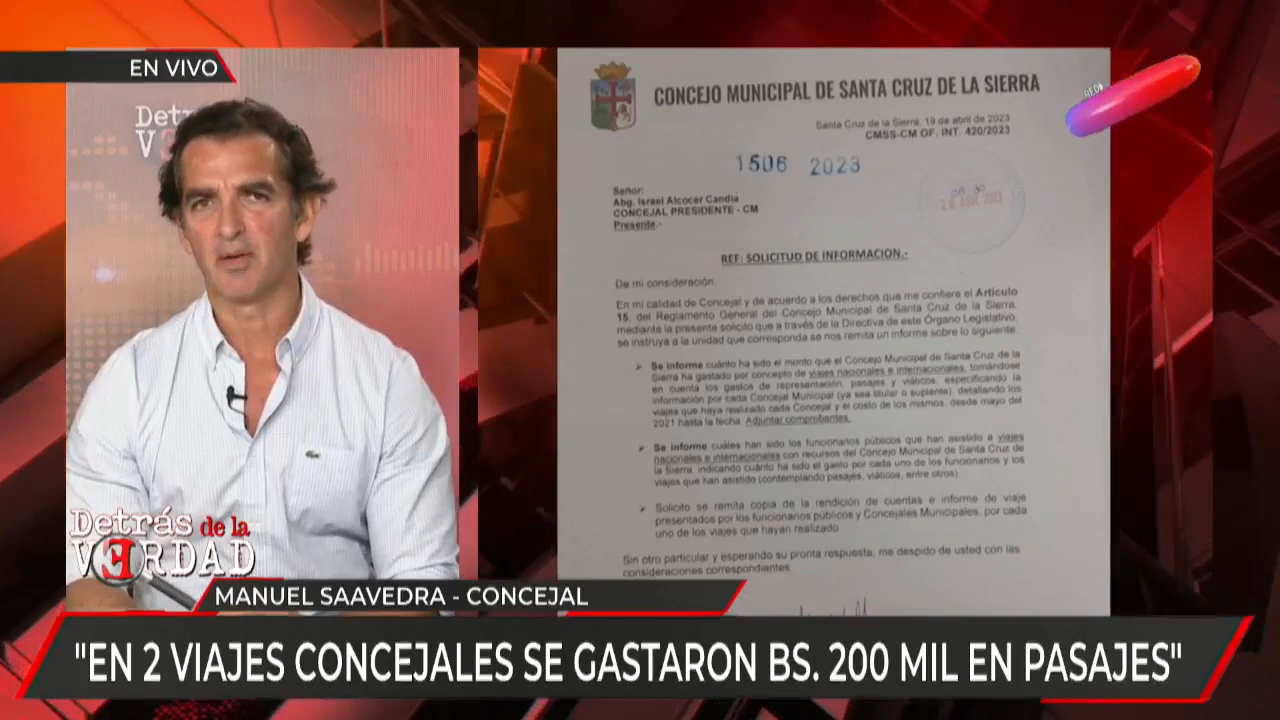 EN VIVO
Detrás de la
VERDAD
CONCEJO MUNICIPAL DE SANTA CRUZ DE LA SIERRA
RED
Santa Cruz de la Sierra, 19 de abril de 2023
CMSS-CM OF. INT. 420/2023
1506 2023
Señor:
Abg. Israel Alcocer Candia
CONCEJAL PRESIDENTE - CM
Presente.-
REF: SOLICITUD DE INFORMACION.-
De mi consideración:
En mi calidad de Concejal y de acuerdo a los derechos que me confiere el Artículo
15, del Reglamento General del Concejo Municipal de Santa Cruz de la Sierra,
mediante la presente solicito que a través de la Directiva de este Órgano Legislativo,
se instruya a la unidad que corresponda se nos remita un informe sobre lo siguiente:
➢ Se informe cuánto ha sido el monto que el Concejo Municipal de Santa Cruz de la
Sierra ha gastado por concepto de viajes nacionales e internacionales, tomándose
en cuenta los gastos de representación, pasajes y viáticos, especificando la
información por cada Concejal Municipal (ya sea titular o suplente), detallando los
viajes que haya realizado cada Concejal y el costo de los mismos, desde mayo del
2021 hasta la fecha. Adjuntar comprobantes.
➢ Se informe cuáles han sido los funcionarios públicos que han asistido a viajes
nacionales e internacionales con recursos del Concejo Municipal de Santa Cruz de
la Sierra, indicando cuánto ha sido el gasto por cada uno de los funcionarios y los
viajes que han asistido (contemplando pasajes, viáticos, entre otros).
➢ Solicito se remita copia de la rendición de cuentas e informe de viaje
presentados por los funcionarios públicos y Concejales Municipales, por cada
uno de los viajes que hayan realizado.
Sin otro particular y esperando su pronta respuesta, me despido de usted con las
consideraciones correspondientes.
MANUEL SAAVEDRA - CONCEJAL
"EN 2 VIAJES CONCEJALES SE GASTARON BS. 200 MIL EN PASAJES"